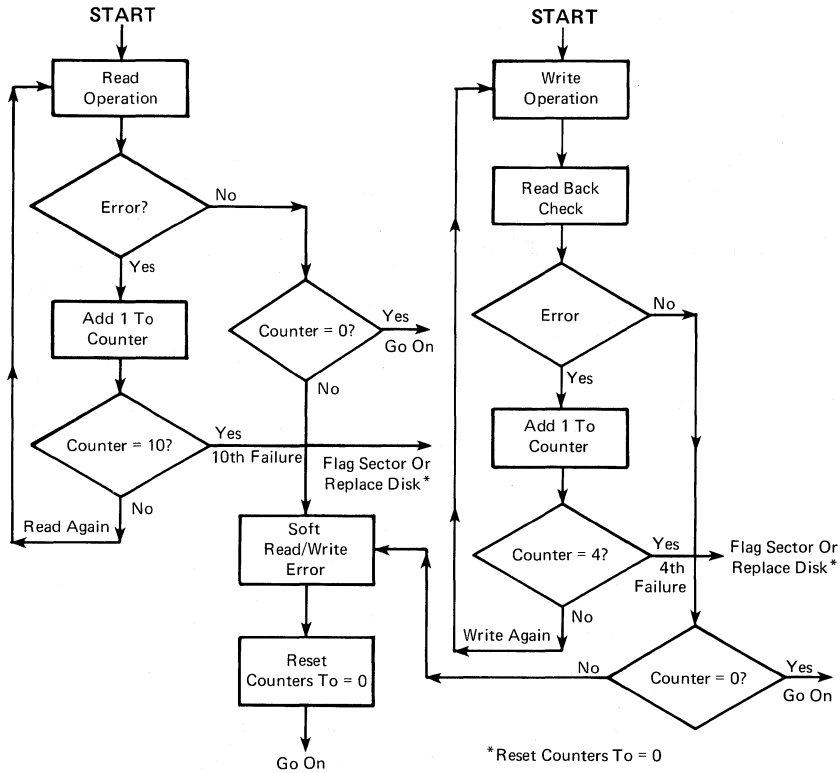 START
Read
Operation
Error?
No
Yes
Add 1 To
Counter
Counter = 0?
Yes
Go On
No
Counter = 10?
Yes
10th Failure
Flag Sector Or
Replace Disk*
No
Read Again
Soft
Read/Write
Error
Reset
Counters To = 0
Go On
START
Write
Operation
Read Back
Check
Error
No
Yes
Add 1 To
Counter
Counter = 4?
Yes
4th
Failure
Flag Sector Or
Replace Disk*
No
Write Again
Counter = 0?
No
Yes
Go On
*Reset Counters To = 0